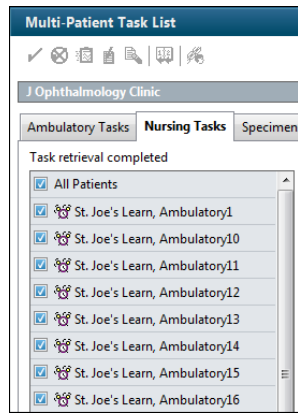 Multi-Patient Task List
J Ophthalmology Clinic
Ambulatory Tasks Nursing Tasks Specimen
Task retrieval completed
All Patients
St. Joe's Learn, Ambulatory1
St. Joe's Learn, Ambulatory10
St. Joe's Learn, Ambulatory11
St. Joe's Learn, Ambulatory12
St. Joe's Learn, Ambulatory13
St. Joe's Learn, Ambulatory14
St. Joe's Learn, Ambulatory15
St. Joe's Learn, Ambulatory16